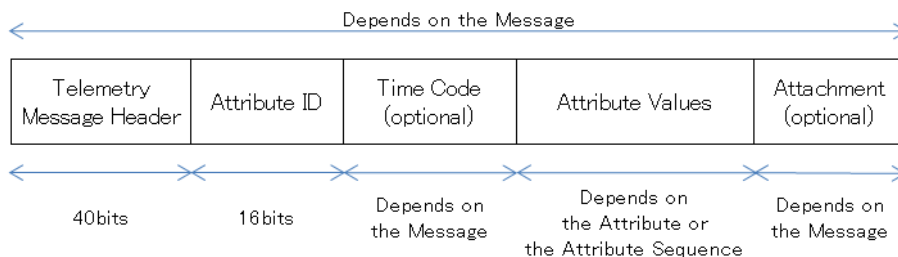 Depends on the Message
Telemetry
Message Header
Attribute ID
Time Code
(optional)
Attribute Values
Attachment
(optional)
40bits
16bits
Depends on
the Message
Depends on
the Attribute or
the Attribute Sequence
Depends on
the Message